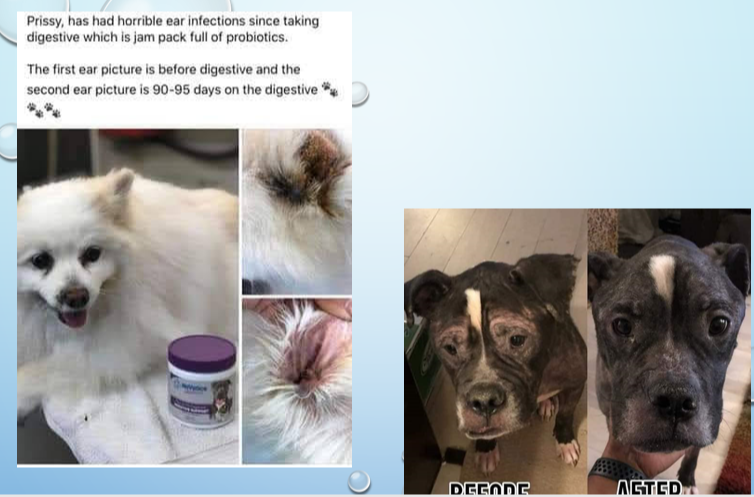 Prissy, has had horrible ear infections since taking
digestive which is jam pack full of probiotics.
The first ear picture is before digestive and the
second ear picture is 90-95 days on the digestive 🐾
🐾🐾
BEFORE
AFTER